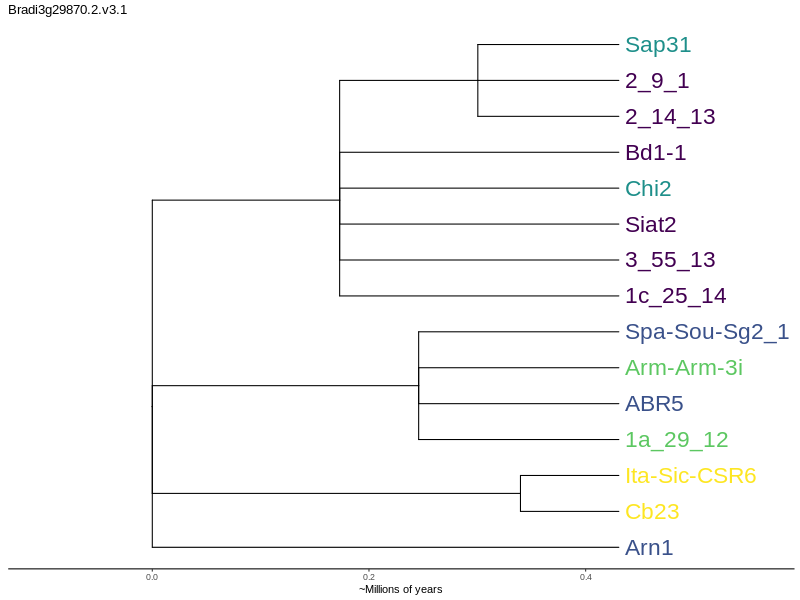 Bradi3g29870.2.v3.1
Sap31
2_9_1
2_14_13
Bd1-1
Chi2
Siat2
3_55_13
1c_25_14
Spa-Sou-Sg2_1
Arm-Arm-3i
ABR5
1a_29_12
Ita-Sic-CSR6
Cb23
Arn1
0.0 0.2 0.4
~Millions of years